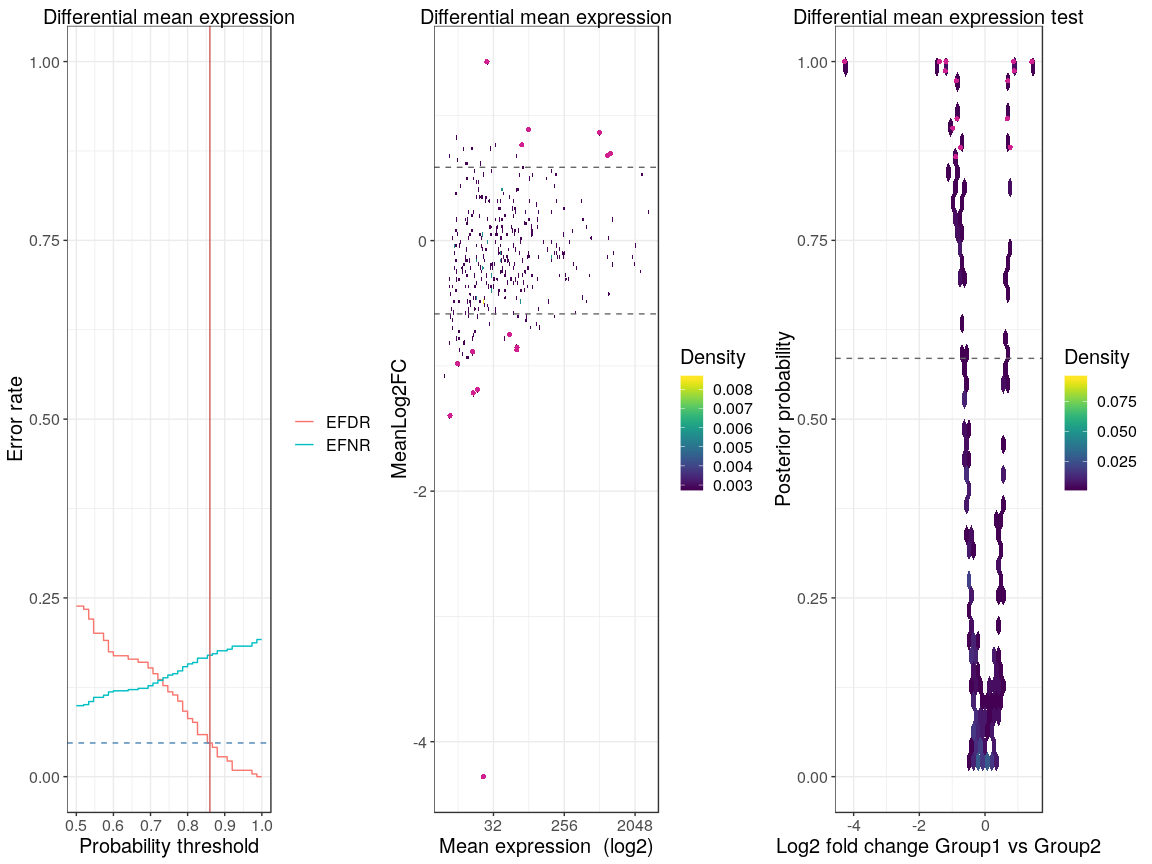 Differential mean expression
Error rate
1.00
0.75
0.50
0.25
0.00
0.5 0.6 0.7 0.8 0.9 1.0
Probability threshold
EFDR
EFNR
Differential mean expression
MeanLog2FC
0
-2
-4
32 256 2048
Mean expression (log2)
Density
0.008
0.007
0.006
0.005
0.004
0.003
Differential mean expression test
Posterior probability
1.00
0.75
0.50
0.25
0.00
-4 -2 0
Log2 fold change Group1 vs Group2
Density
0.075
0.050
0.025